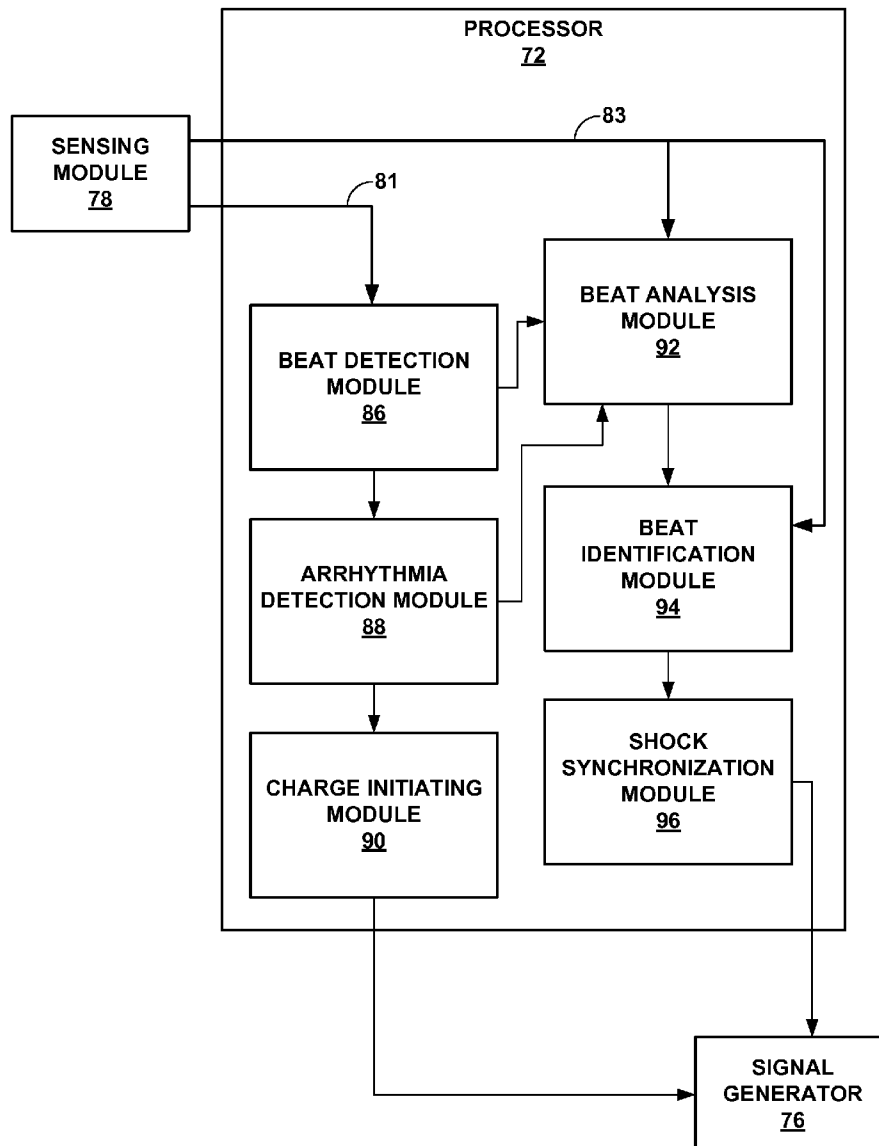 PROCESSOR
72
83
SENSING
MODULE
78
81
BEAT ANALYSIS
MODULE
92
BEAT DETECTION
MODULE
86
BEAT
IDENTIFICATION
MODULE
94
ARRHYTHMIA
DETECTION MODULE
88
SHOCK
SYNCHRONIZATION
MODULE
96
CHARGE INITIATING
MODULE
90
SIGNAL
GENERATOR
76